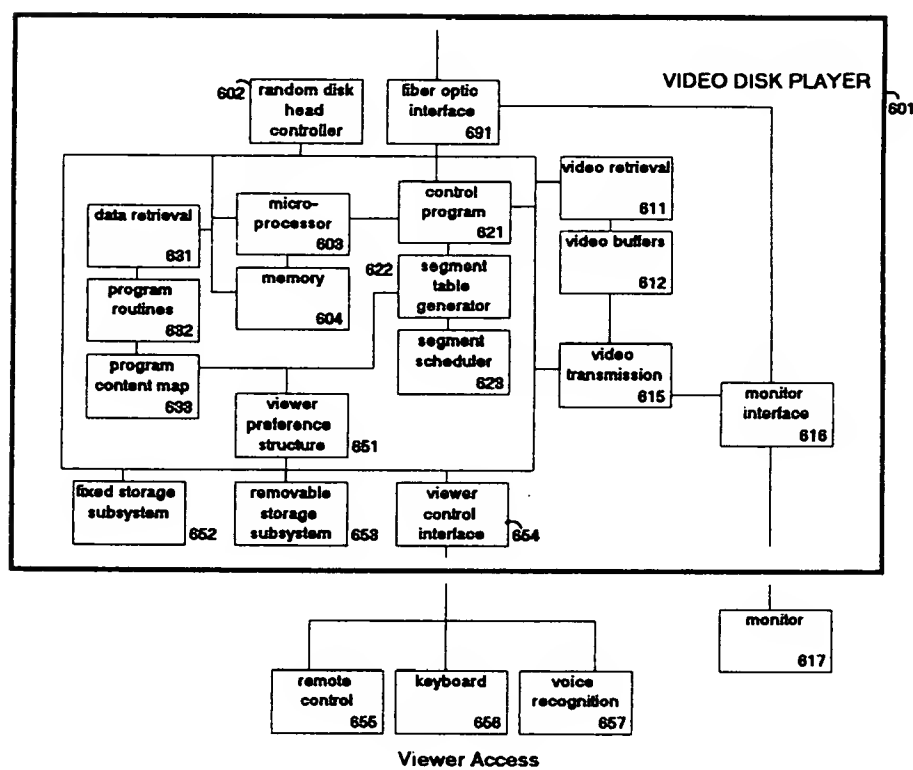 VIDEO DISK PLAYER
601
602
random disk
head
controller
fiber optic
interface
691
data retrieval
631
micro-
processor
603
control
program
621
video retrieval
611
program
routines
632
memory
604
622
segment
table
generator
video buffers
612
program
content map
633
segment
scheduler
623
video
transmission
615
viewer
preference
structure
651
monitor
interface
616
fixed storage
subsystem
652
removable
storage
subsystem
653
viewer
control
interface
654
monitor
617
remote
control
655
keyboard
656
voice
recognition
657
Viewer Access